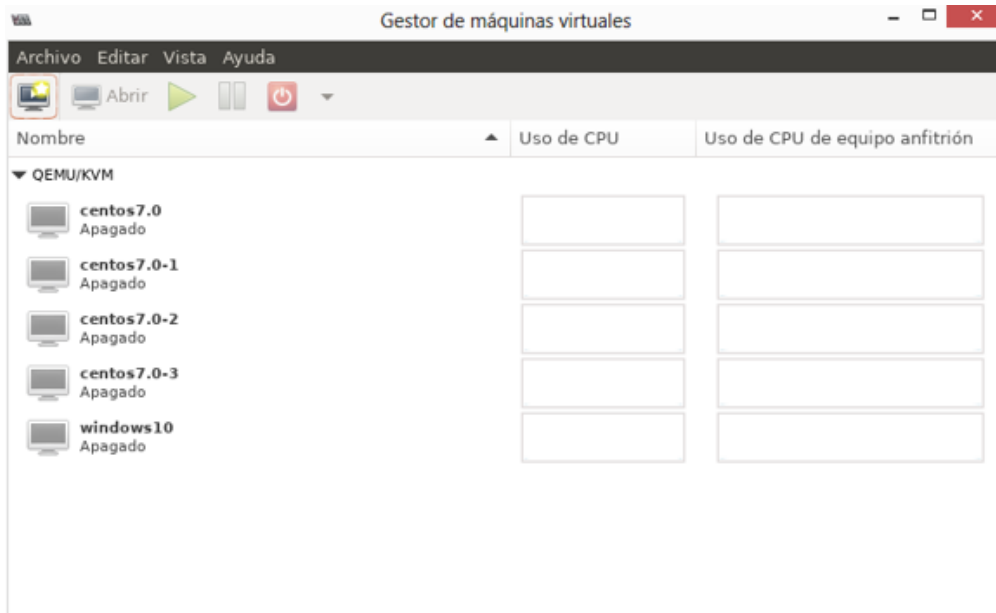 Gestor de máquinas virtuales
Archivo Editar Vista Ayuda
Abrir
Nombre Uso de CPU Uso de CPU de equipo anfitrión
QEMU/KVM
centos7.0
Apagado
centos7.0-1
Apagado
centos7.0-2
Apagado
centos7.0-3
Apagado
windows10
Apagado